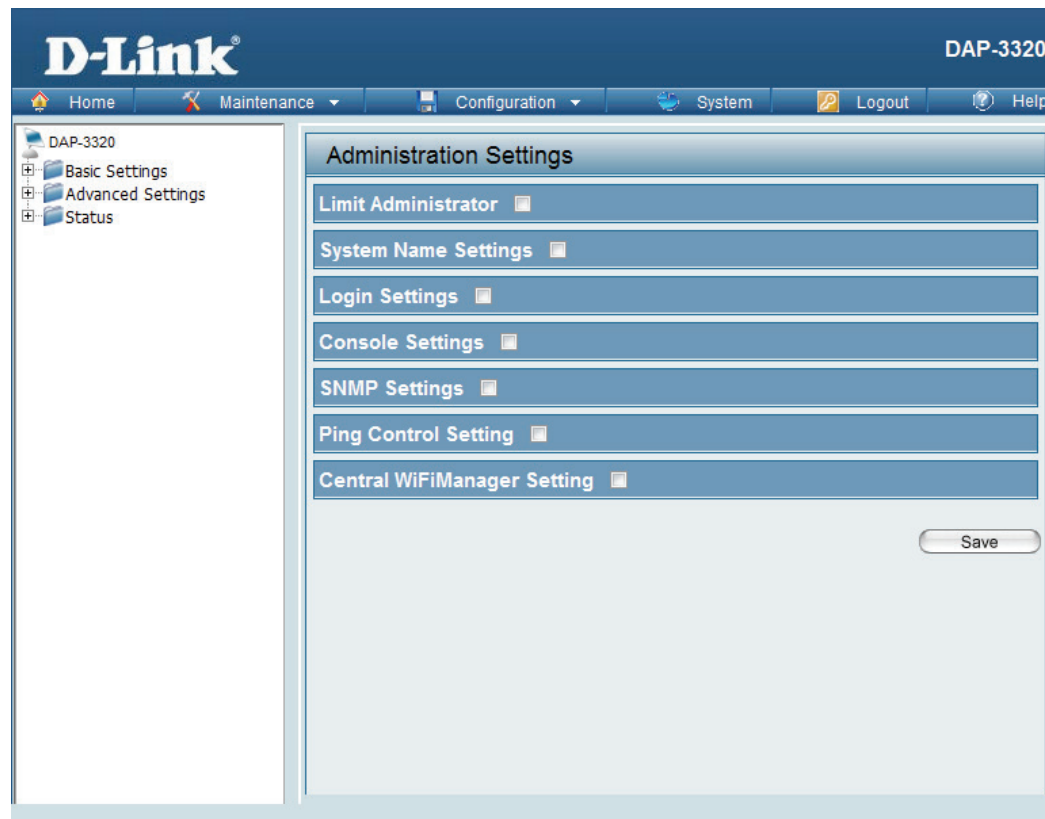 D-Link®
DAP-3320
Home Maintenance Configuration System Logout Help
DAP-3320
Basic Settings
Advanced Settings
Status
Administration Settings
Limit Administrator
System Name Settings
Login Settings
Console Settings
SNMP Settings
Ping Control Setting
Central WiFiManager Setting
Save